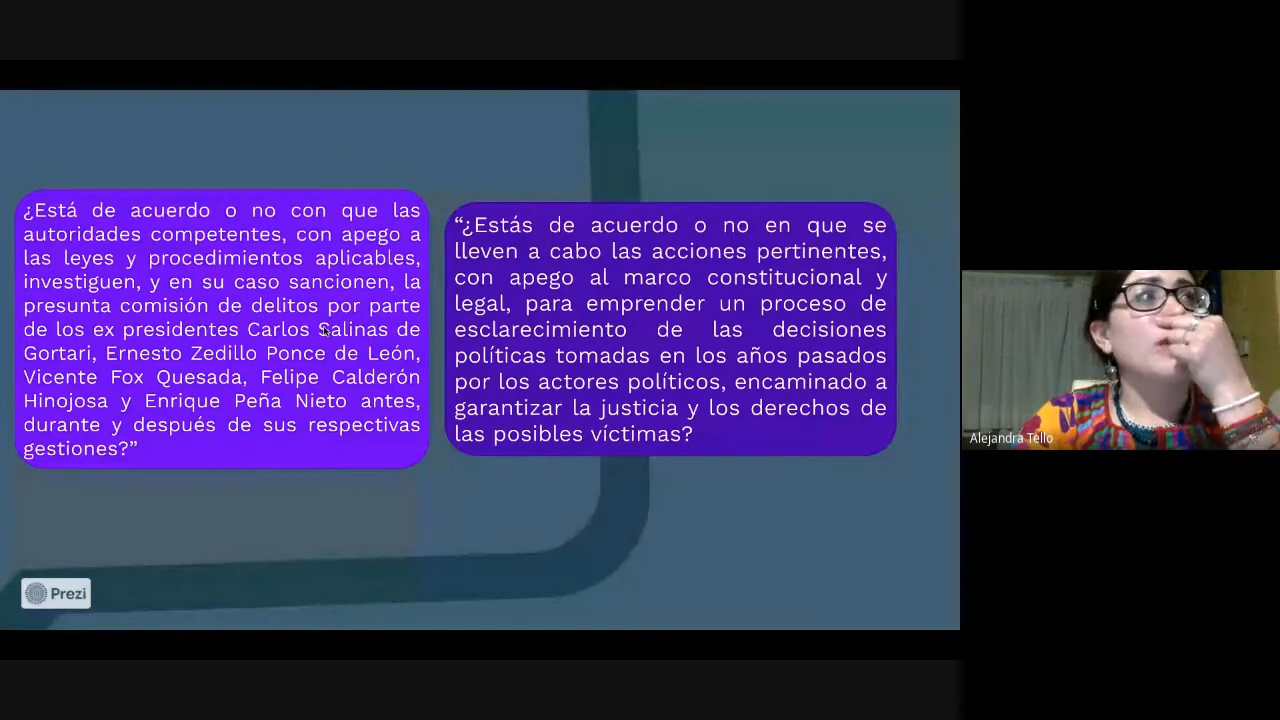 ¿Está de acuerdo o no con que las
autoridades competentes, con apego a
las leyes y procedimientos aplicables,
investiguen, y en su caso sancionen, la
presunta comisión de delitos por parte
de los ex presidentes Carlos Salinas de
Gortari, Ernesto Zedillo Ponce de León,
Vicente Fox Quesada, Felipe Calderón
Hinojosa y Enrique Peña Nieto antes,
durante y después de sus respectivas
gestiones?”
“¿Estás de acuerdo o no en que se
lleven a cabo las acciones pertinentes,
con apego al marco constitucional y
legal, para emprender un proceso de
esclarecimiento de las decisiones
políticas tomadas en los años pasados
por los actores políticos, encaminado a
garantizar la justicia y los derechos de
las posibles víctimas?
Prezi
Alejandra Tello